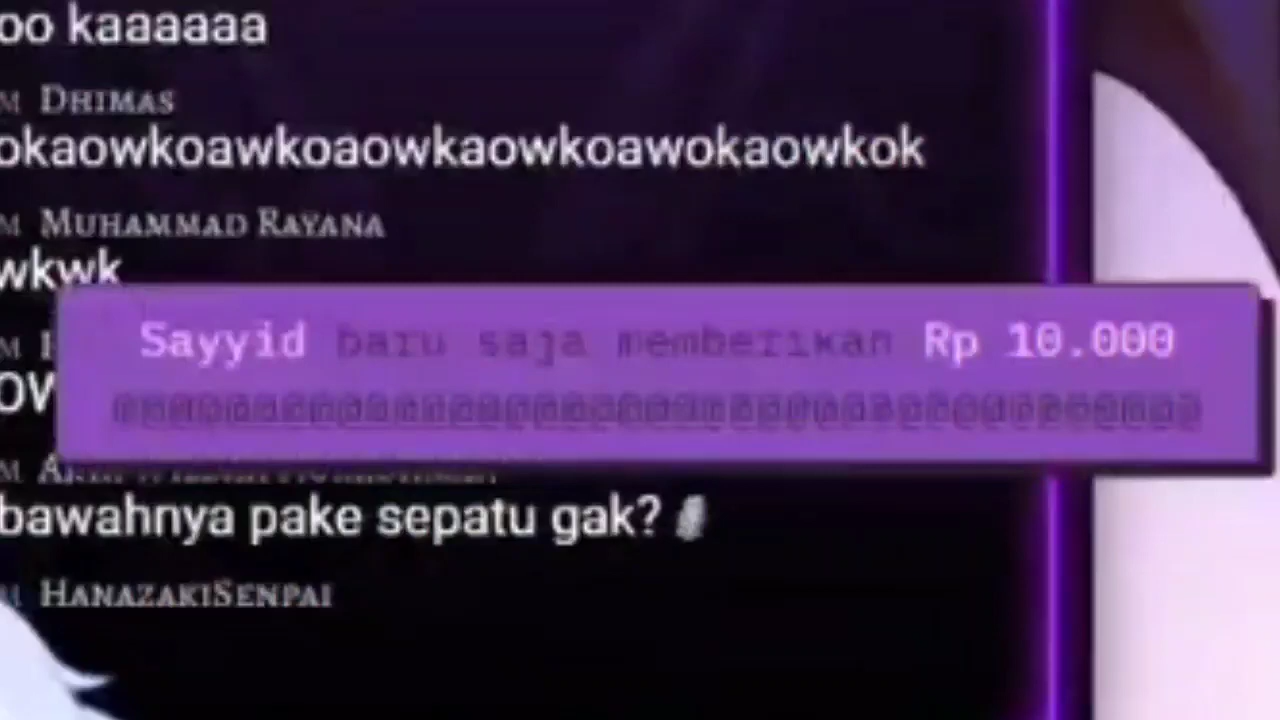 oo kaaaaaa
M DHIMAS
okaowkoawkoaowkaowkoawokaowkok
M MUHAMMAD RAYANA
wkwk
Sayyid baru saja memberikan Rp 10.000
M
OW
M
bawahnya pake sepatu gak?
M HANAZAKISENPAI